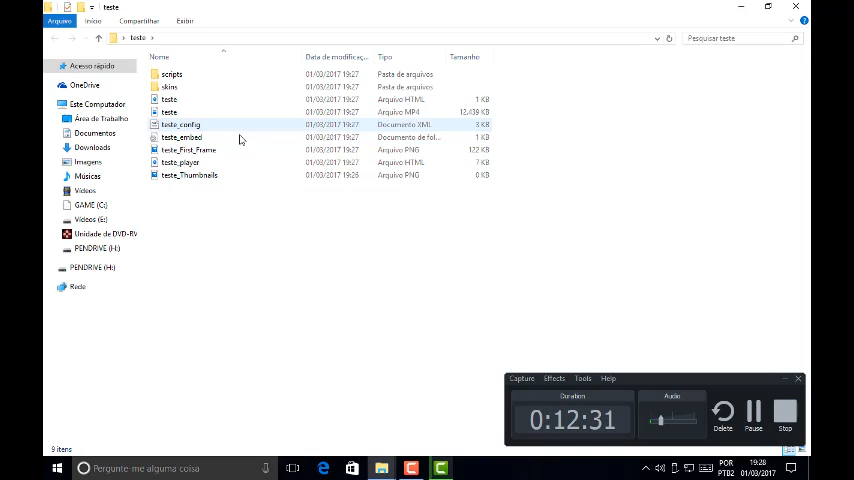 teste
Arquivo Início Compartilhar Exibir
teste
Pesquisar teste
Nome Data de modificaç... Tipo Tamanho
Acesso rápido
OneDrive
Este Computador
Área de Trabalho
Documentos
Downloads
Imagens
Músicas
Vídeos
GAME (C:)
Vídeos (E:)
Unidade de DVD-RV
PENDRIVE (H:)
PENDRIVE (H:)
Rede
scripts 01/03/2017 19:27 Pasta de arquivos
skins 01/03/2017 19:27 Pasta de arquivos
teste 01/03/2017 19:27 Arquivo HTML 1 KB
teste 01/03/2017 19:27 Arquivo MP4 12.439 KB
teste_config 01/03/2017 19:27 Documento XML 3 KB
teste_embed 01/03/2017 19:27 Documento de fol... 1 KB
teste_First_Frame 01/03/2017 19:27 Arquivo PNG 122 KB
teste_player 01/03/2017 19:27 Arquivo HTML 7 KB
teste_Thumbnails 01/03/2017 19:26 Arquivo PNG 0 KB
Capture Effects Tools Help
Duration
0:12:31
Audio
Delete Pause Stop
9 itens
Pergunte-me alguma coisa
POR
PTB2
19:28
01/03/2017